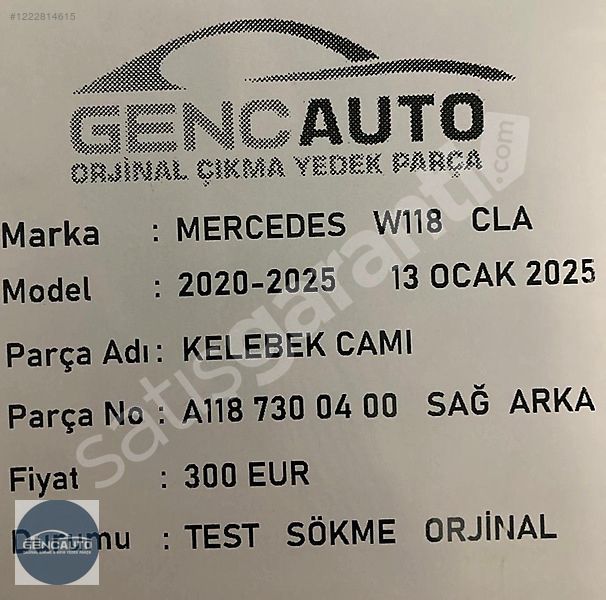 #1222814615
GENCAUTO
ORJİNAL ÇIKMA YEDEK PARÇA
Marka : MERCEDES W118 CLA
Model : 2020-2025 13 OCAK 2025
Parça Adı : KELEBEK CAMI
Parça No : A118 730 04 00 SAĞ ARKA
Fiyat : 300 EUR
Durumu : TEST SÖKME ORJİNAL
satışgaranti.com
GENCAUTO